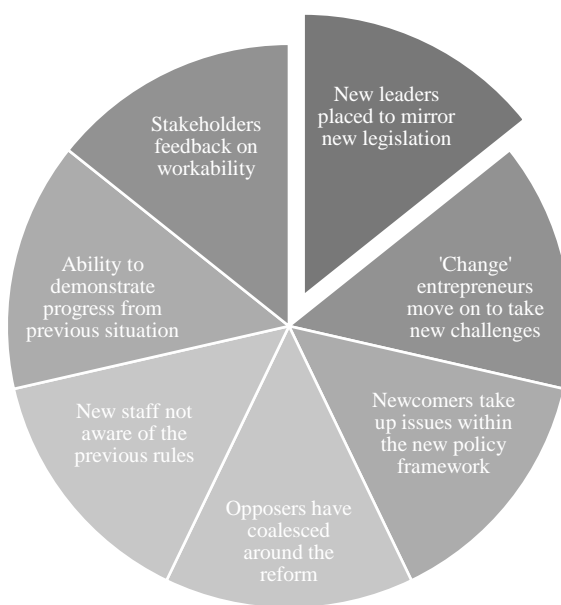 New leaders
placed to mirror
new legislation
'Change'
entrepreneurs
move on to take
new challenges
Newcomers take
up issues within
the new policy
framework
Opposers have
coalesced
around the
reform
New staff not
aware of the
previous rules
Ability to
demonstrate
progress from
previous situation
Stakeholders
feedback on
workability